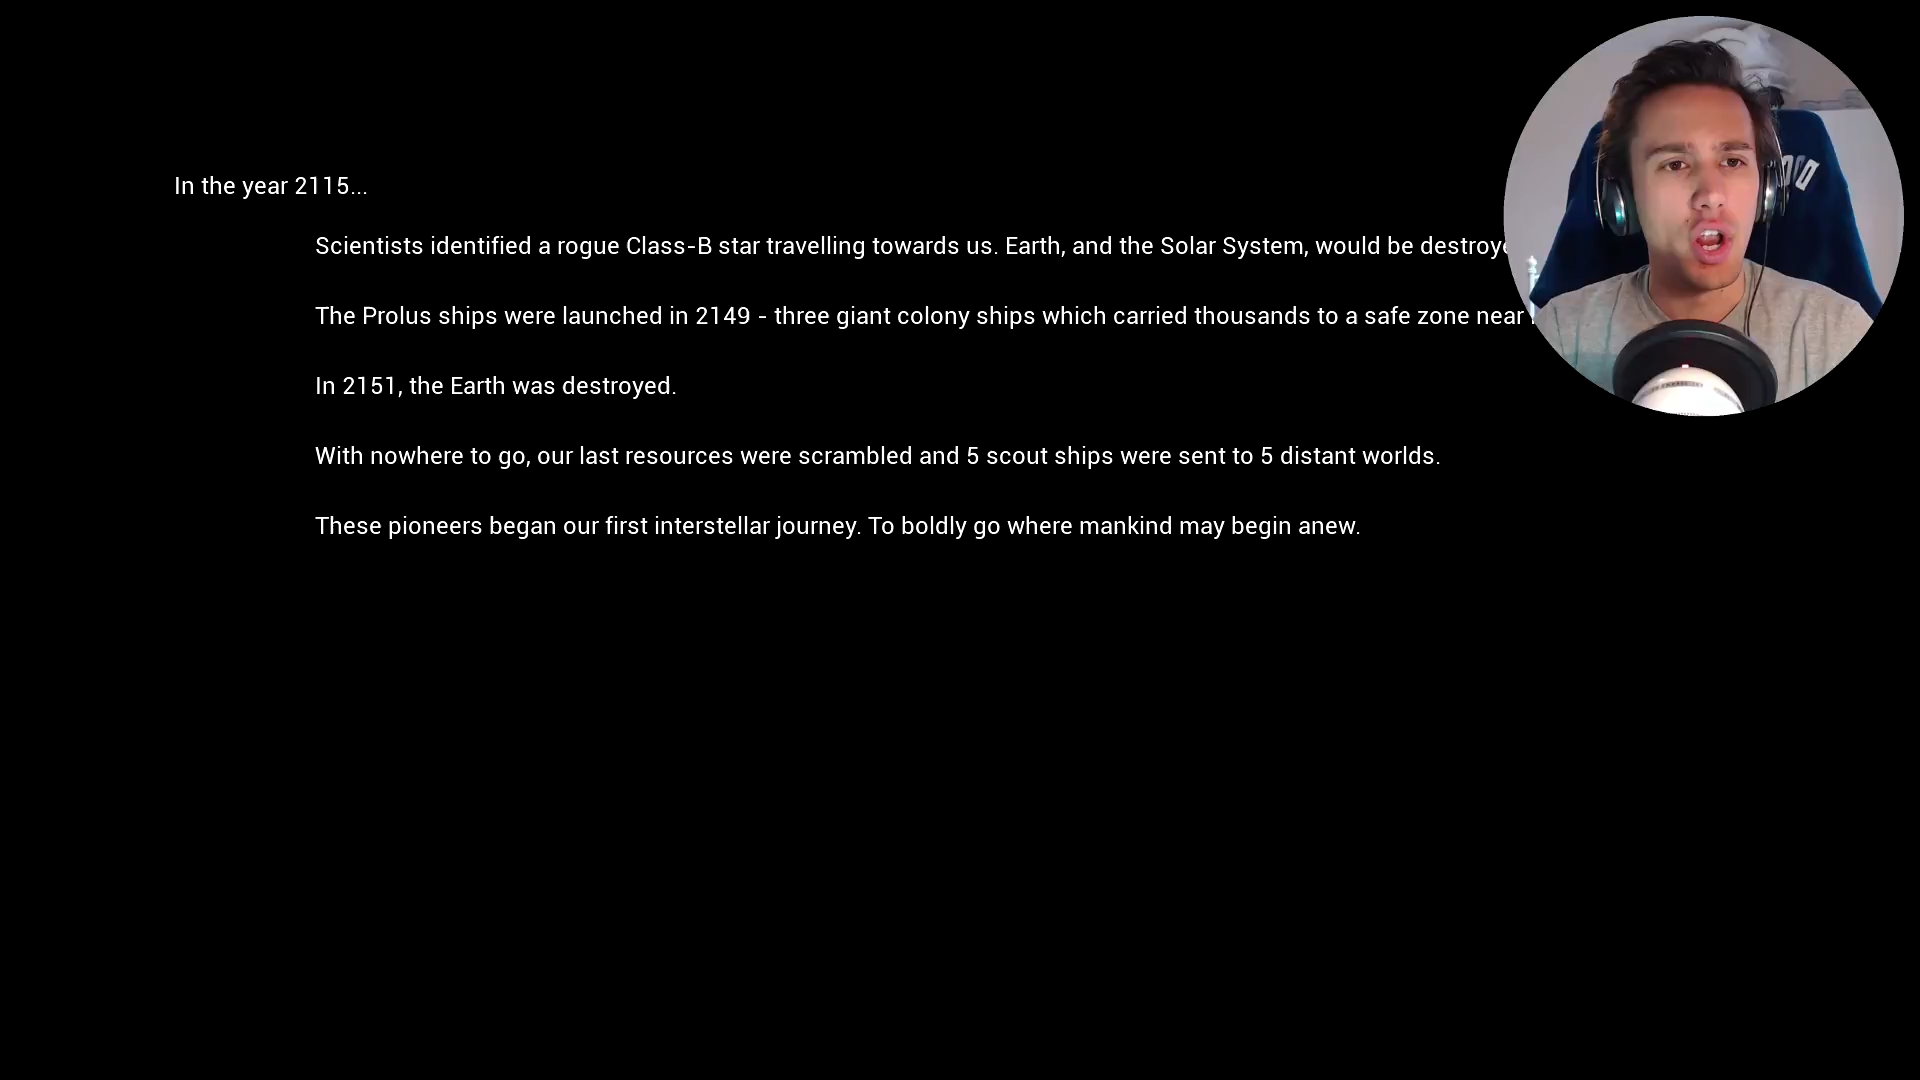 In the year 2115...
Scientists identified a rogue Class-B star travelling towards us. Earth, and the Solar System, would be
The Prolus ships were launched in 2149 - three giant colony ships which carried thousands to a safe zone near
In 2151, the Earth was destroyed.
With nowhere to go, our last resources were scrambled and 5 scout ships were sent to 5 distant worlds.
These pioneers began our first interstellar journey. To boldly go where mankind may begin anew.